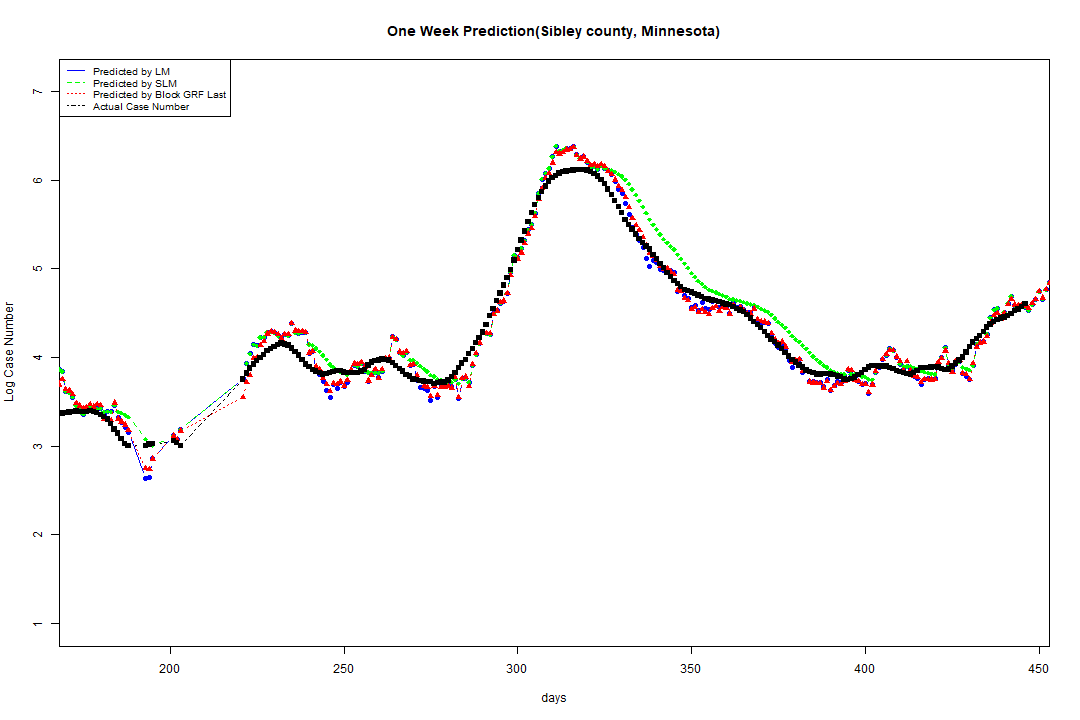 One Week Prediction(Sibley county, Minnesota)
Predicted by LM
Predicted by SLM
Predicted by Block GRF Last
Actual Case Number
7
6
5
4
3
2
1
Log Case Number
200 250 300 350 400 450
days